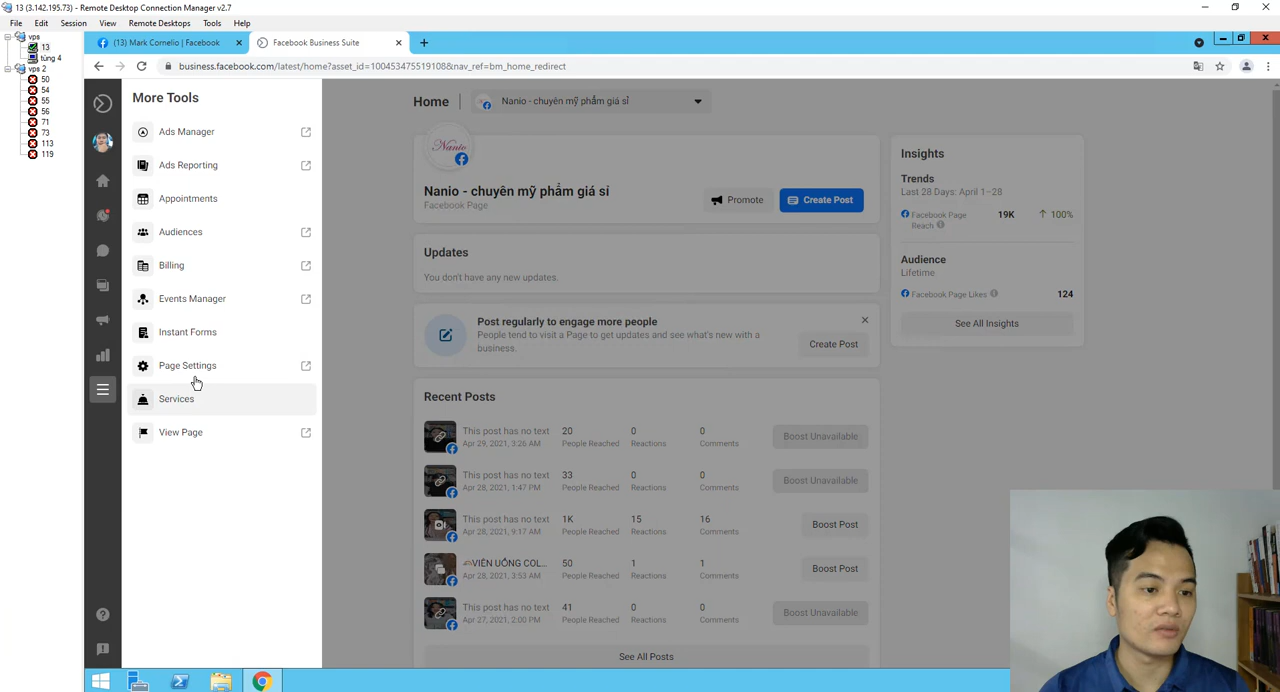 13 (3.142.195.73) - Remote Desktop Connection Manager v2.7
File Edit Session View Remote Desktops Tools Help
vps
13
tùng 4
vps 2
50
54
55
56
71
73
113
119
(13) Mark Cornelio | Facebook
Facebook Business Suite
business.facebook.com/latest/home?asset_id=100453475519108&nav_ref=bm_home_redirect
More Tools
Ads Manager
Ads Reporting
Appointments
Audiences
Billing
Events Manager
Instant Forms
Page Settings
Services
View Page
Home
Nanio - chuyên mỹ phẩm giá sỉ
Nanio
Nanio - chuyên mỹ phẩm giá sỉ
Facebook Page
Promote
Create Post
Updates
You don't have any new updates.
Post regularly to engage more people
People tend to visit a Page to get updates and see what's new with a
business.
Create Post
Recent Posts
This post has no text 20 0 0
Apr 29, 2021, 3:26 AM People Reached Reactions Comments
Boost Unavailable
This post has no text 33 0 0
Apr 28, 2021, 1:47 PM People Reached Reactions Comments
Boost Unavailable
This post has no text 1K 15 16
Apr 28, 2021, 9:17 AM People Reached Reactions Comments
Boost Post
VIÊN UỐNG COL... 50 1 1
Apr 28, 2021, 3:53 AM People Reached Reactions Comments
Boost Post
This post has no text 41 0 0
Apr 27, 2021, 2:00 PM People Reached Reactions Comments
Boost Unavailable
See All Posts
Insights
Trends
Last 28 Days: April 1–28
Facebook Page
Reach
19K ↑ 100%
Audience
Lifetime
Facebook Page Likes 124
See All Insights